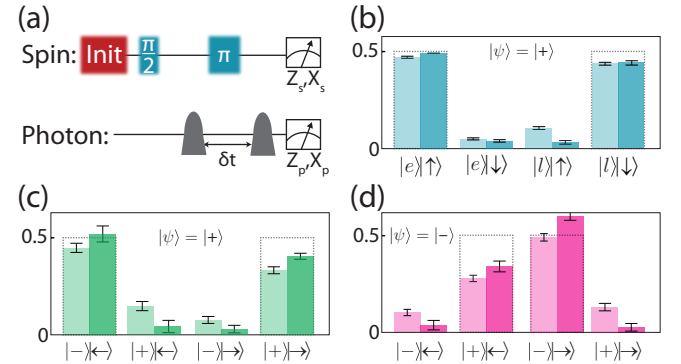 (a)
Spin: Init π/2 π Z_s,X_s
Photon: δt Z_p,X_p
(b)
0.5 |ψ⟩ = |+⟩
0
|e⟩|↑⟩ |e⟩|↓⟩ |l⟩|↑⟩ |l⟩|↓⟩
(c)
0.5 |ψ⟩ = |+⟩
0
|−⟩|←⟩ |+⟩|←⟩ |−⟩|→⟩ |+⟩|→⟩
(d)
0.5 |ψ⟩ = |−⟩
0
|−⟩|←⟩ |+⟩|←⟩ |−⟩|→⟩ |+⟩|→⟩